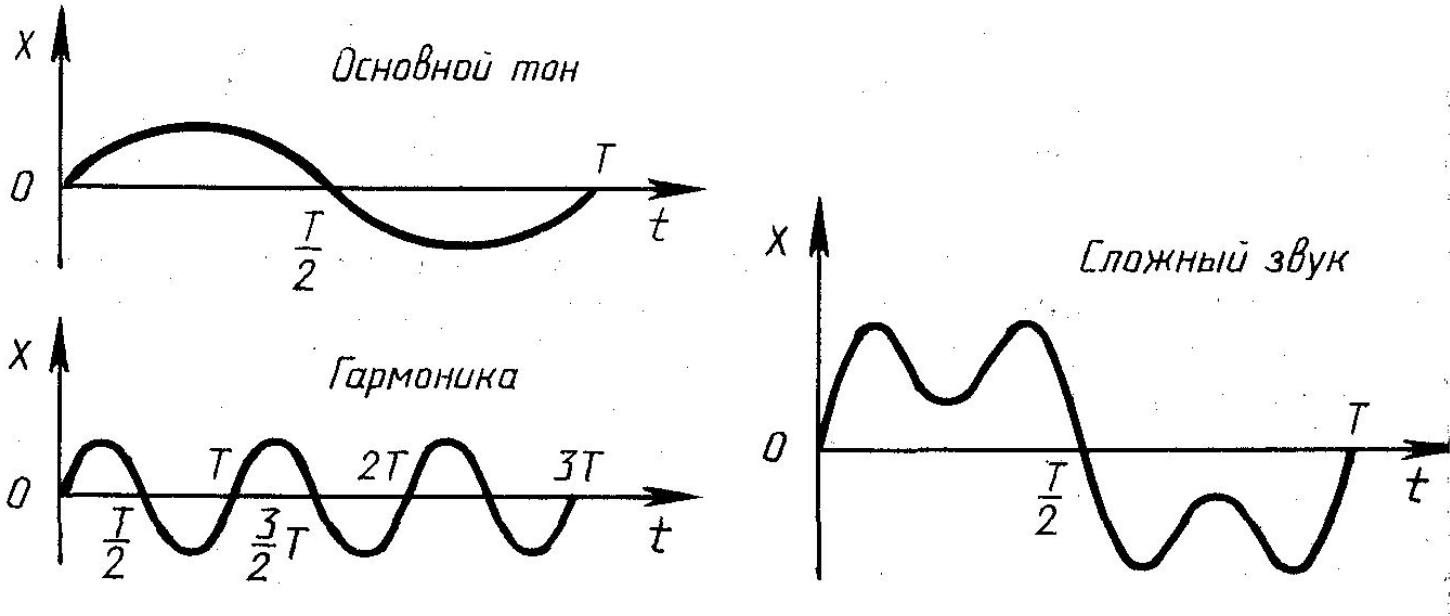 X
Основной тон
0
T
T/2
t
X
Гармоника
0
T/2
T
3/2 T
2T
3T
t
X
Сложный звук
0
T/2
T
t